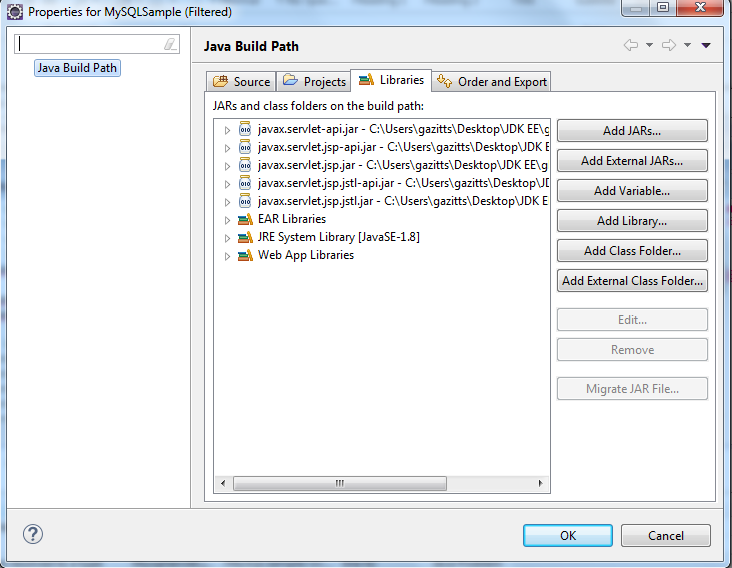 Properties for MySQLSample (Filtered)
Java Build Path
Java Build Path
Source Projects Libraries Order and Export
JARs and class folders on the build path:
javax.servlet-api.jar - C:\Users\gazitts\Desktop\JDK EE\g
javax.servlet.jsp-api.jar - C:\Users\gazitts\Desktop\JDK E
javax.servlet.jsp.jar - C:\Users\gazitts\Desktop\JDK EE\g
javax.servlet.jsp.jstl-api.jar - C:\Users\gazitts\Desktop\JD
javax.servlet.jsp.jstl.jar - C:\Users\gazitts\Desktop\JDK E
EAR Libraries
JRE System Library [JavaSE-1.8]
Web App Libraries
Add JARs...
Add External JARs...
Add Variable...
Add Library...
Add Class Folder...
Add External Class Folder...
Edit...
Remove
Migrate JAR File...
OK Cancel